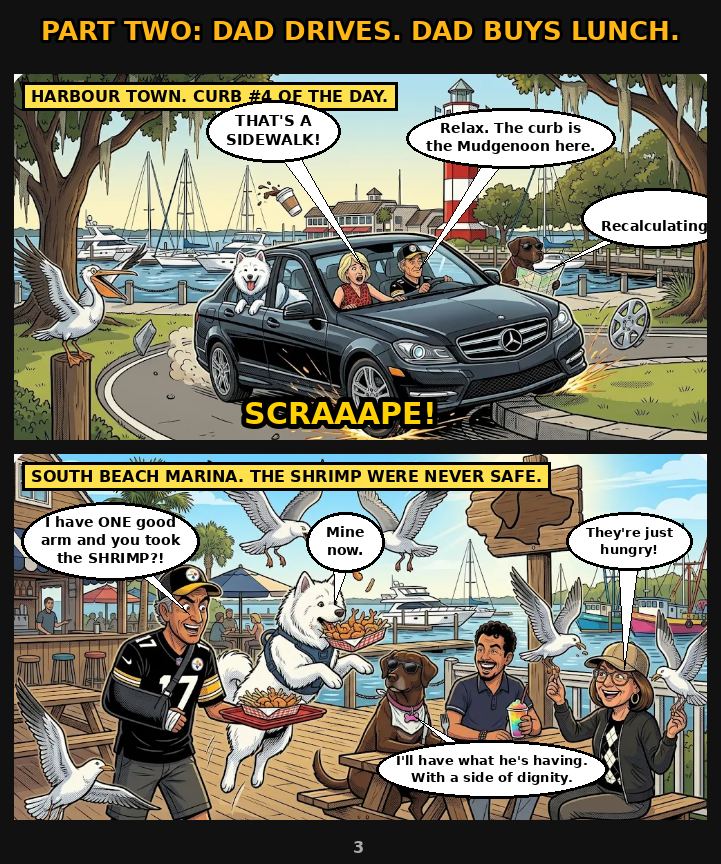 PART TWO: DAD DRIVES. DAD BUYS LUNCH.
HARBOUR TOWN. CURB #4 OF THE DAY.
THAT'S A
SIDEWALK!
Relax. The curb is
the Mudgenoon here.
Recalculating
SCRAAAPE!
SOUTH BEACH MARINA. THE SHRIMP WERE NEVER SAFE.
I have ONE good
arm and you took
the SHRIMP?!
Mine
now.
They're just
hungry!
17
I'll have what he's having.
With a side of dignity.
3